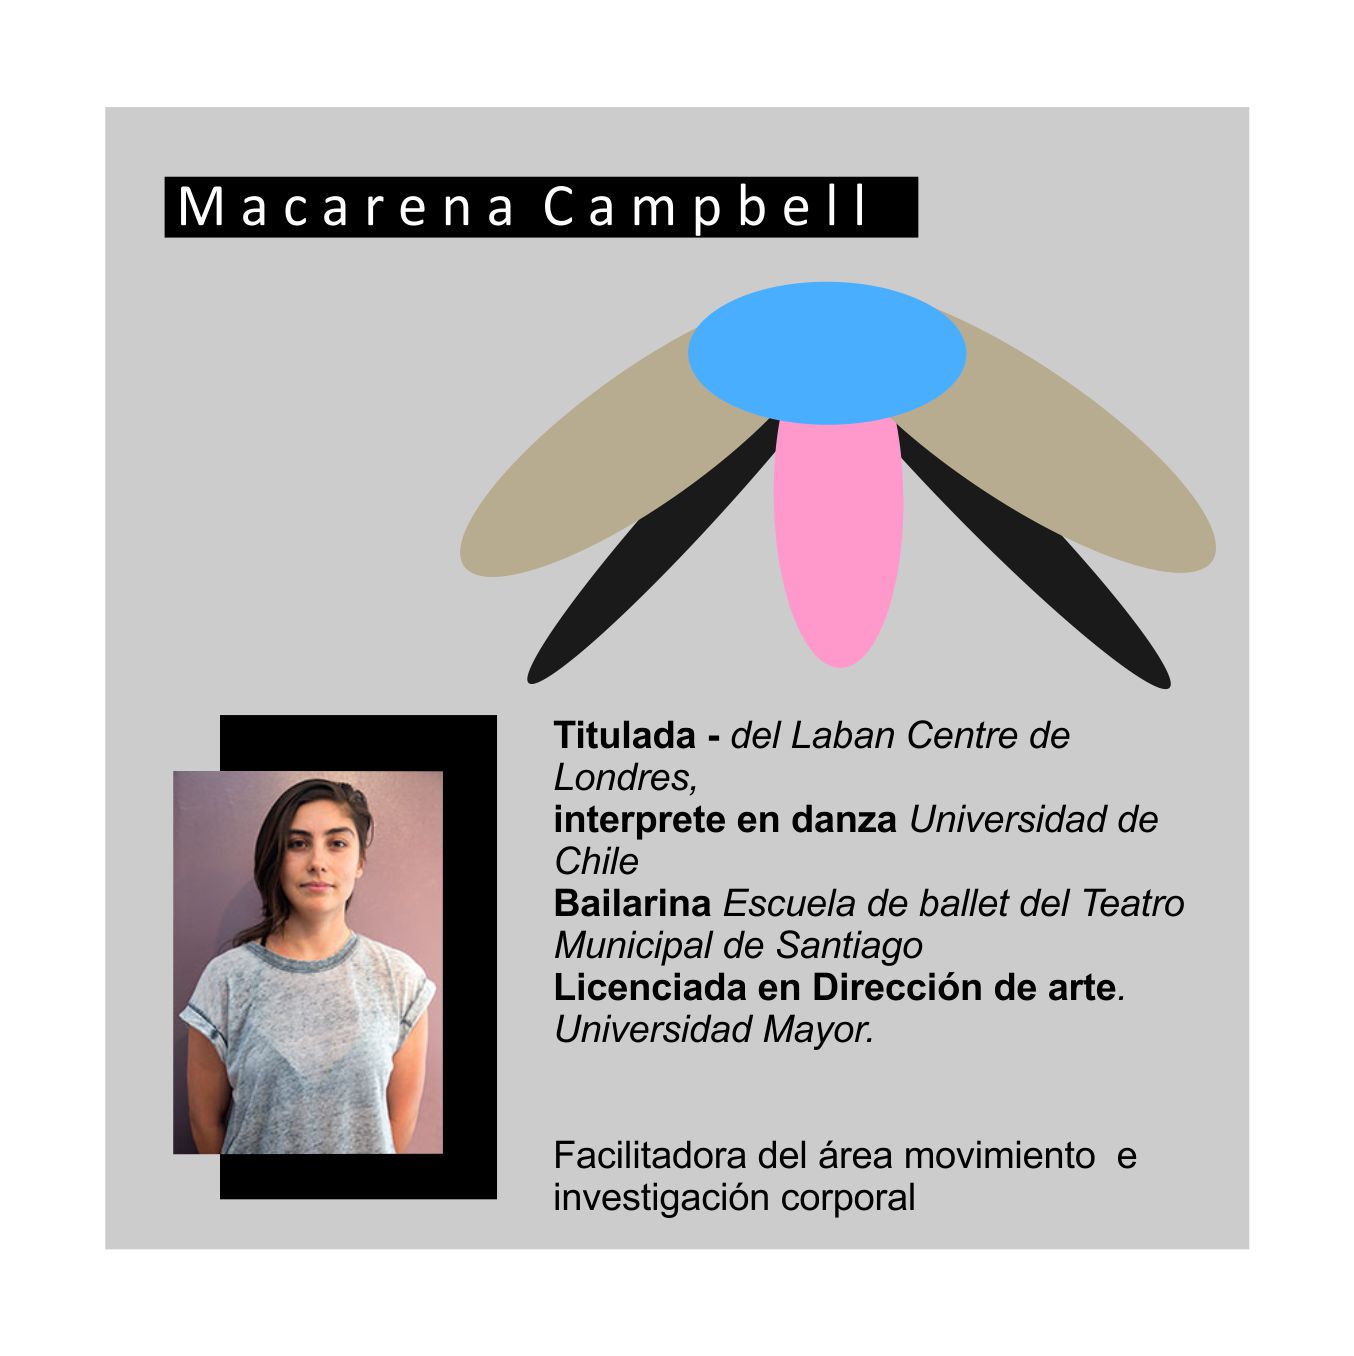 Macarena Campbell
Titulada - del Laban Centre de
Londres,
interprete en danza Universidad de
Chile
Bailarina Escuela de ballet del Teatro
Municipal de Santiago
Licenciada en Dirección de arte.
Universidad Mayor.
Facilitadora del área movimiento  e
investigación corporal